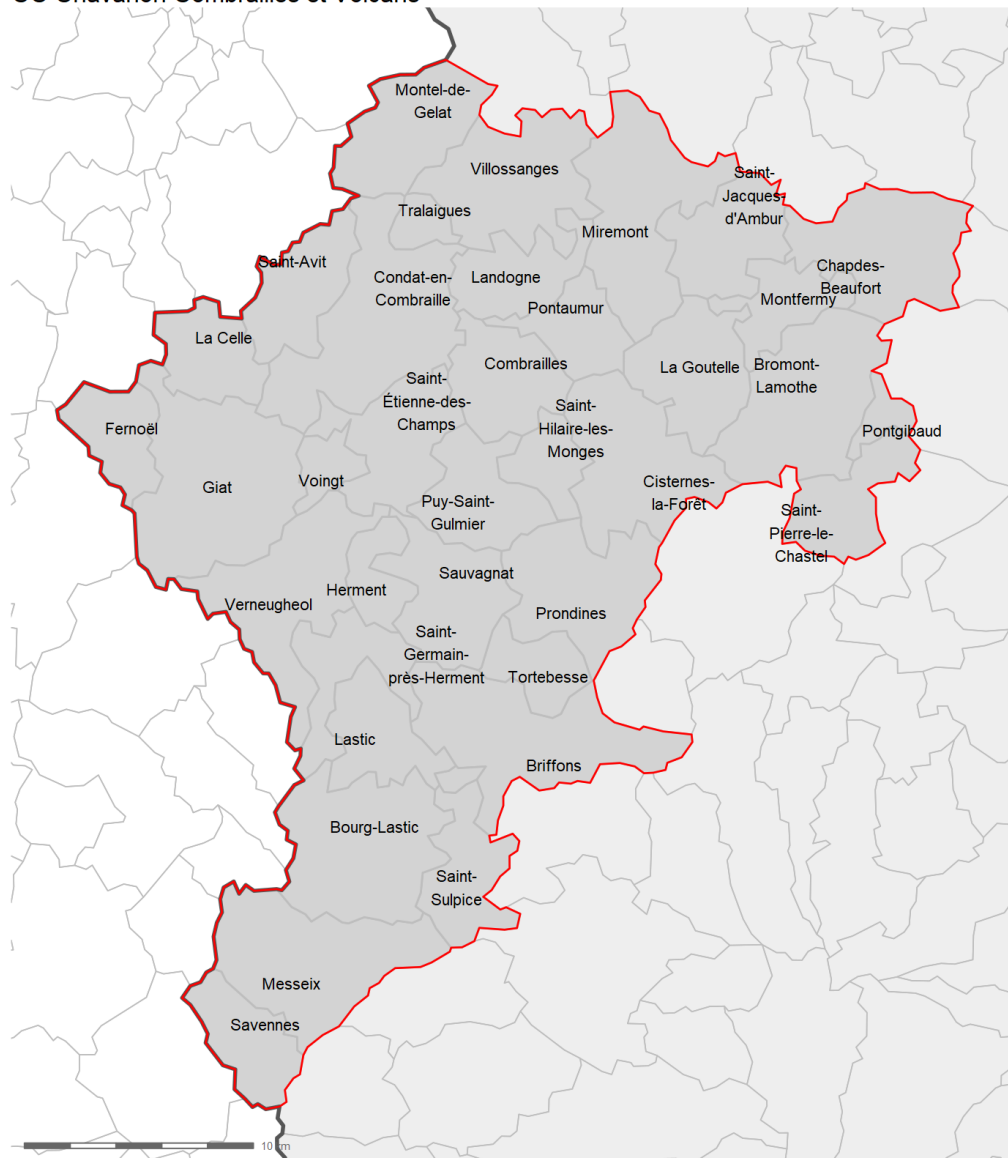 Montel-de-
Gelat
Villossanges
Saint-
Jacques-
d'Ambur
Tralaigues
Miremont
Saint-Avit
Condat-en-
Combraille
Landogne
Chapdes-
Beaufort
Montfermy
Pontaumur
La Celle
Combrailles
La Goutelle
Bromont-
Lamothe
Saint-
Étienne-des-
Champs
Saint-
Hilaire-les-
Monges
Fernoël
Pontgibaud
Giat
Voingt
Cisternes-
la-Forêt
Puy-Saint-
Gulmier
Saint-
Pierre-le-
Chastel
Sauvagnat
Herment
Verneugheol
Prondines
Saint-
Germain-
près-Herment
Tortebesse
Lastic
Briffons
Bourg-Lastic
Saint-
Sulpice
Messeix
Savennes
10 km